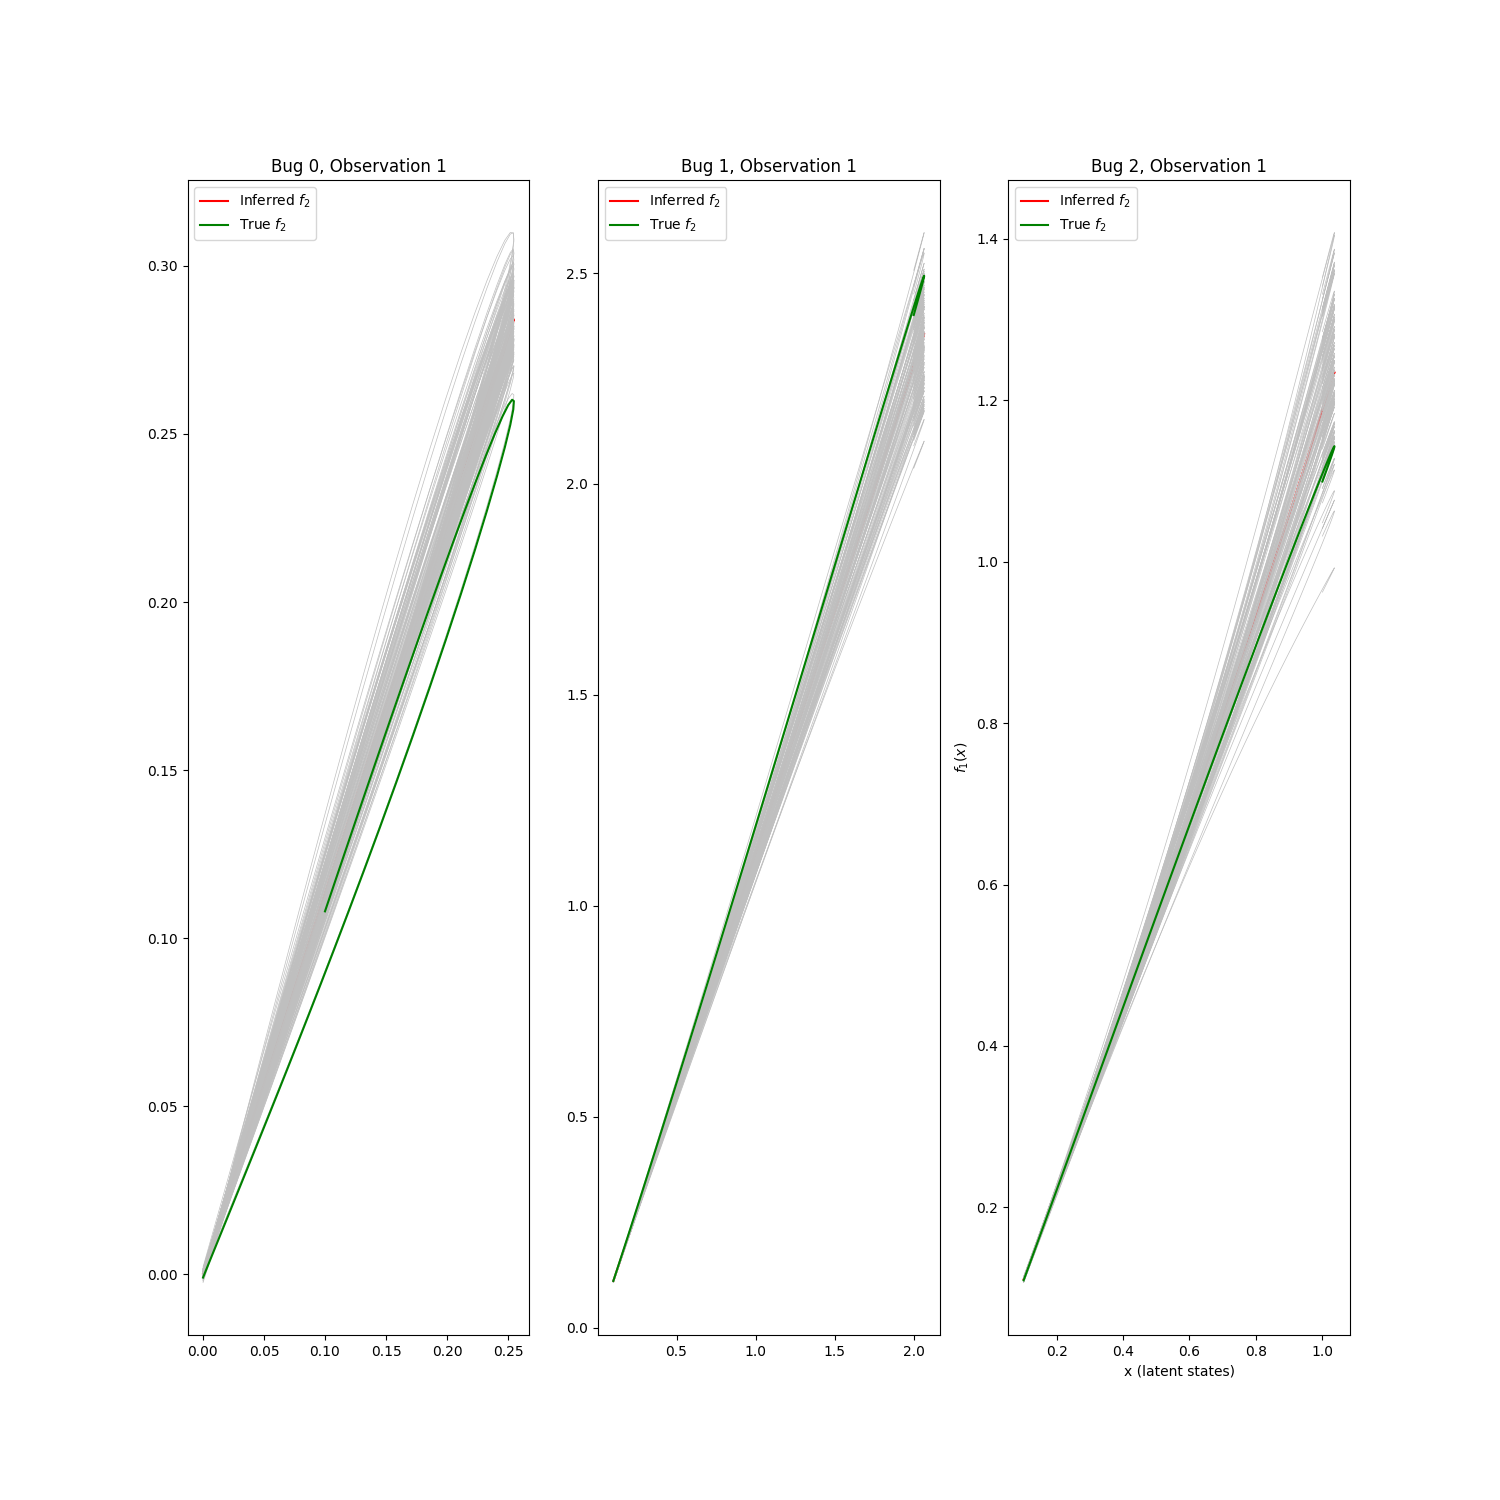 Bug 0, Observation 1
Inferred f₂
True f₂
0.30
0.25
0.20
0.15
0.10
0.05
0.00
0.00 0.05 0.10 0.15 0.20 0.25
Bug 1, Observation 1
Inferred f₂
True f₂
2.5
2.0
1.5
1.0
0.5
0.0
0.5 1.0 1.5 2.0
Bug 2, Observation 1
Inferred f₂
True f₂
f₁(x)
1.4
1.2
1.0
0.8
0.6
0.4
0.2
0.2 0.4 0.6 0.8 1.0
x (latent states)